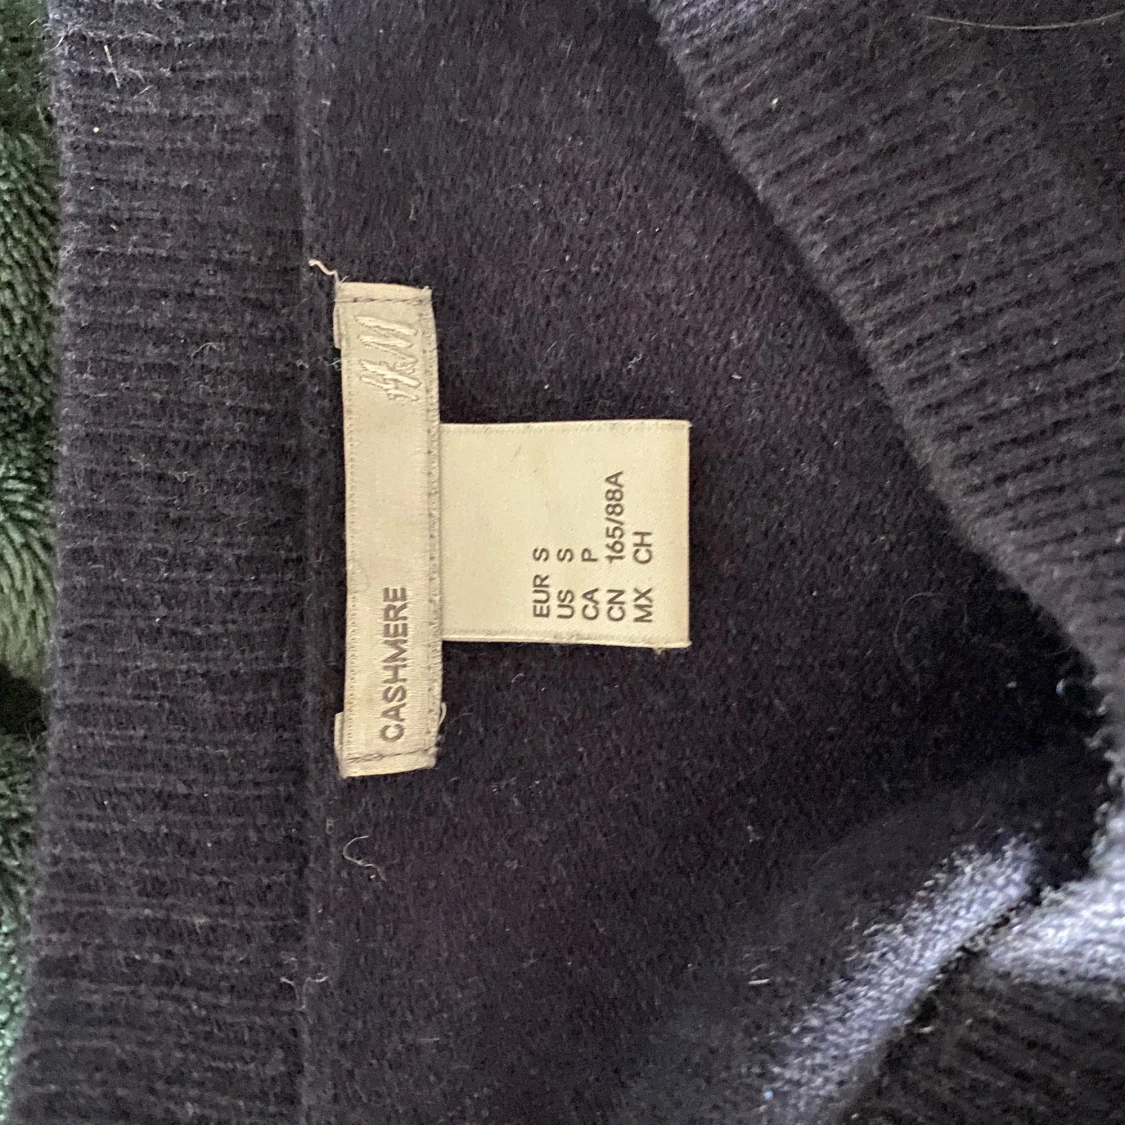 H&M
CASHMERE
EUR S
US S
CA P
CN 165/88A
MX CH